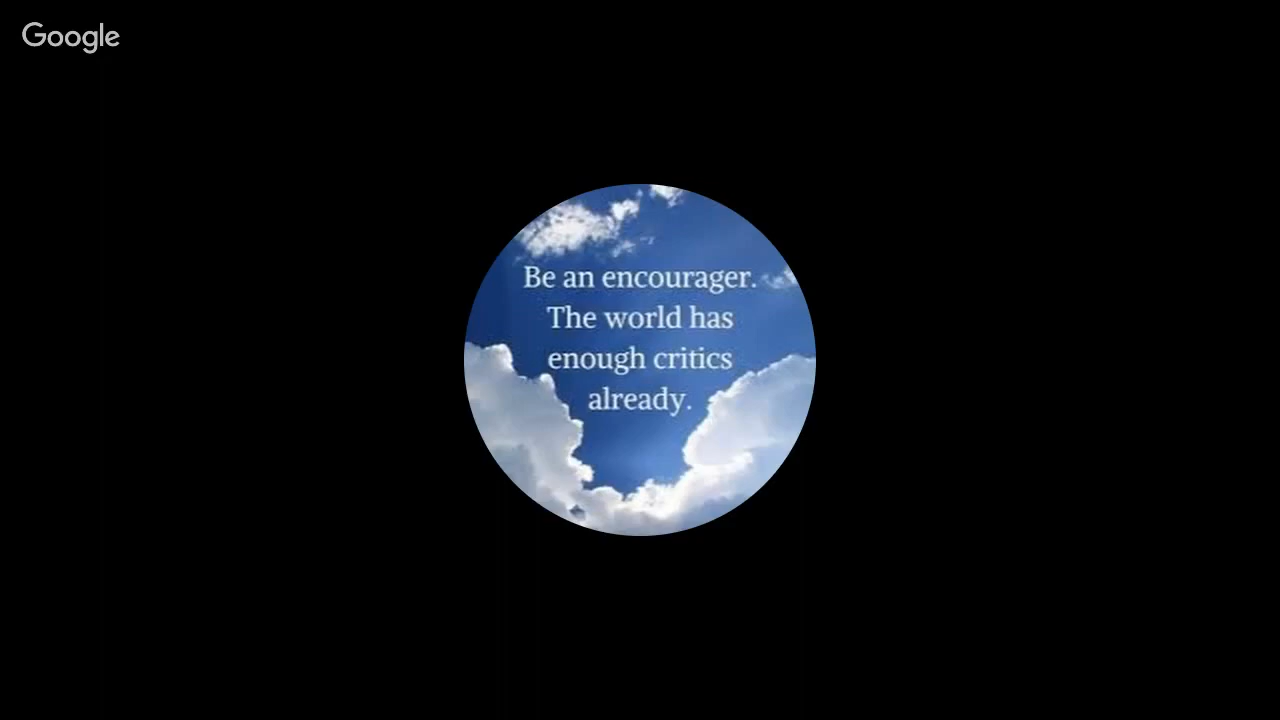 Google
Be an encourager.
The world has
enough critics
already.